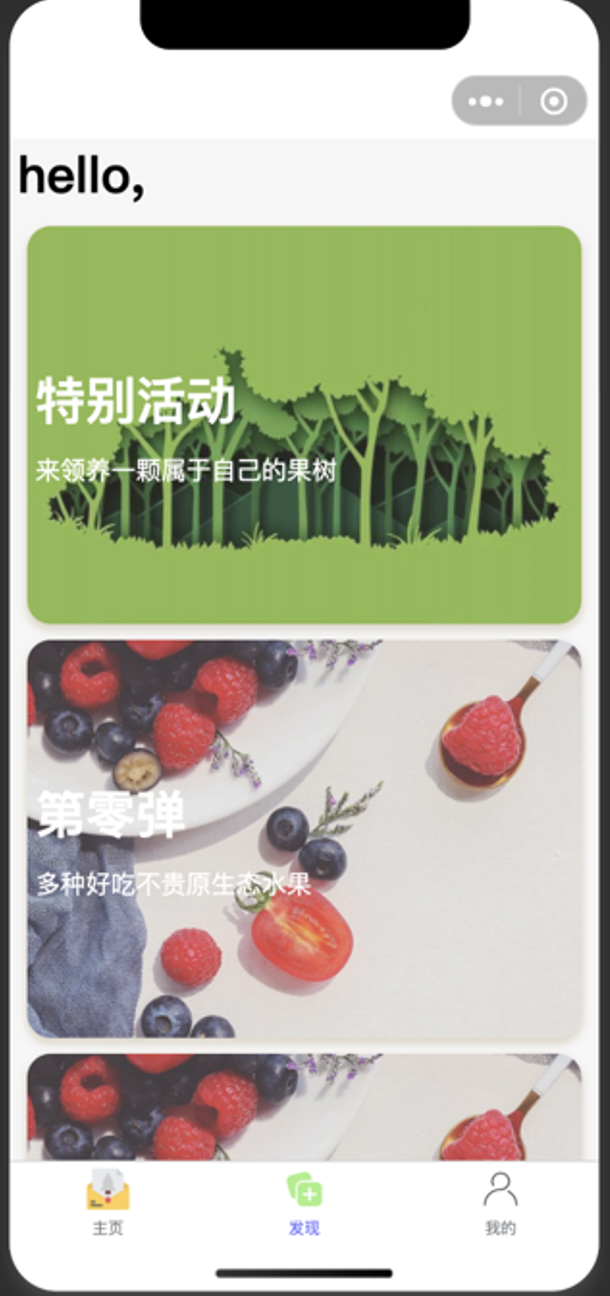 hello,
特别活动
来领养一颗属于自己的果树
第零弹
多种好吃不贵原生态水果
主页
发现
我的